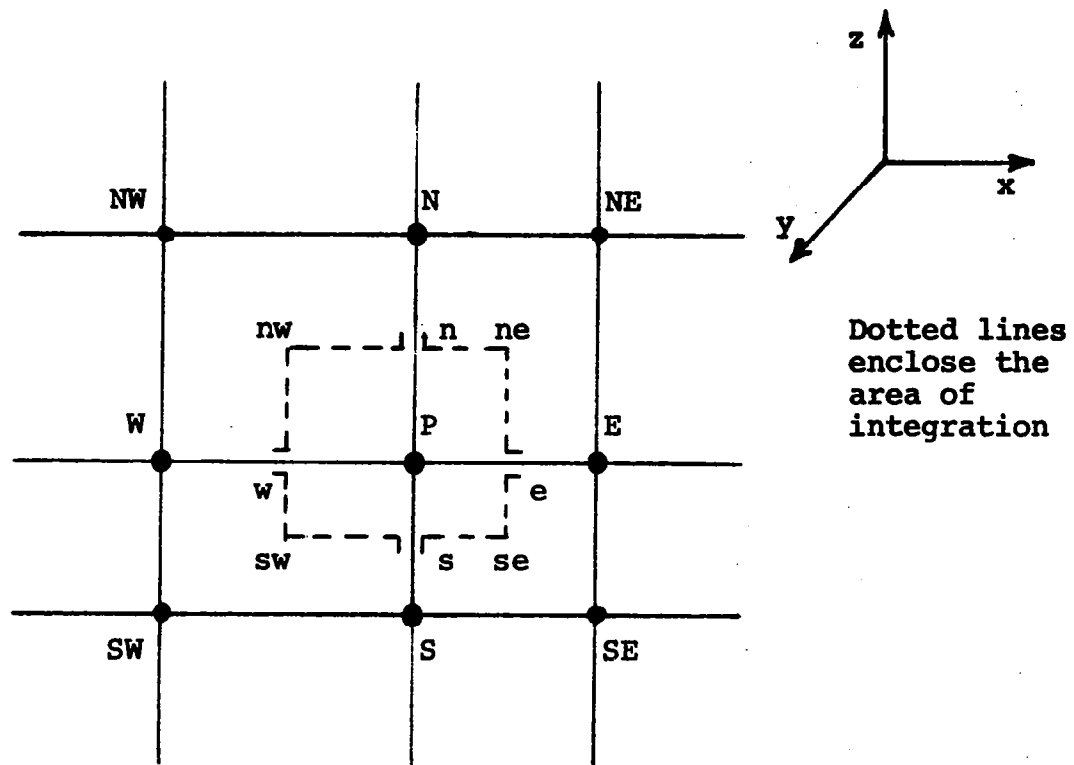 z
x
y
NW N NE
nw n ne
Dotted lines
enclose the
area of
integration
W P E
w e
sw s se
SW S SE